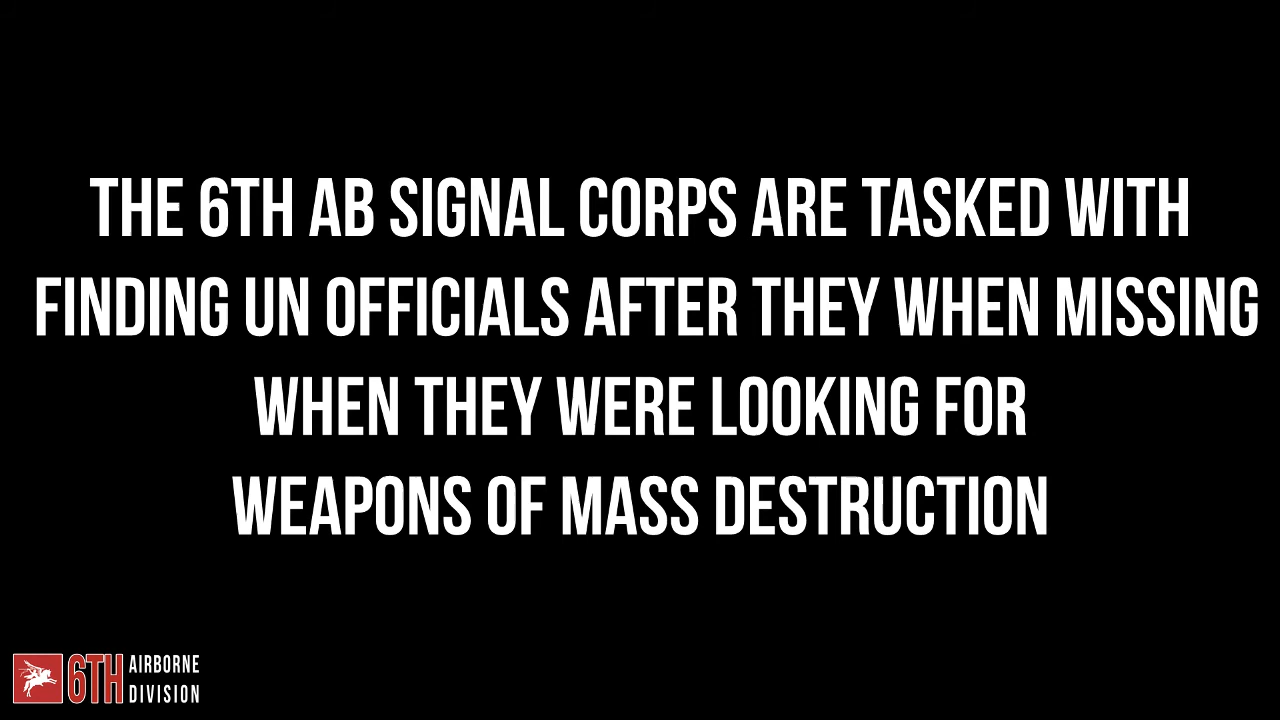 THE 6TH AB SIGNAL CORPS ARE TASKED WITH
FINDING UN OFFICIALS AFTER THEY WHEN MISSING
WHEN THEY WERE LOOKING FOR
WEAPONS OF MASS DESTRUCTION
6TH AIRBORNE
DIVISION